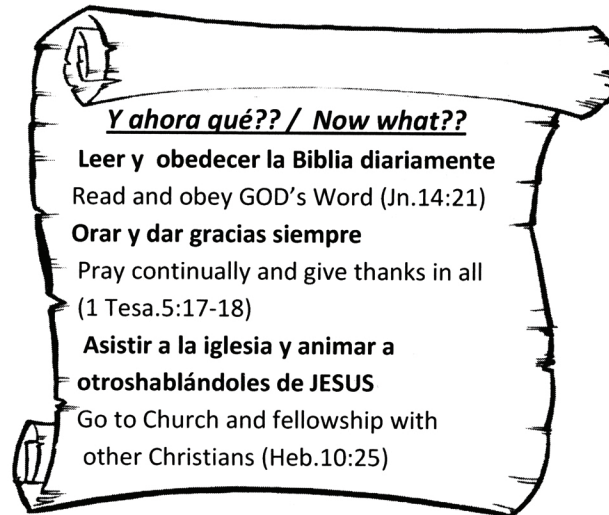 Y ahora qué?? / Now what??
Leer y obedecer la Biblia diariamente
Read and obey GOD's Word (Jn.14:21)
Orar y dar gracias siempre
Pray continually and give thanks in all
(1 Tesa.5:17-18)
Asistir a la iglesia y animar a
otroshablándoles de JESUS
Go to Church and fellowship with
other Christians (Heb.10:25)